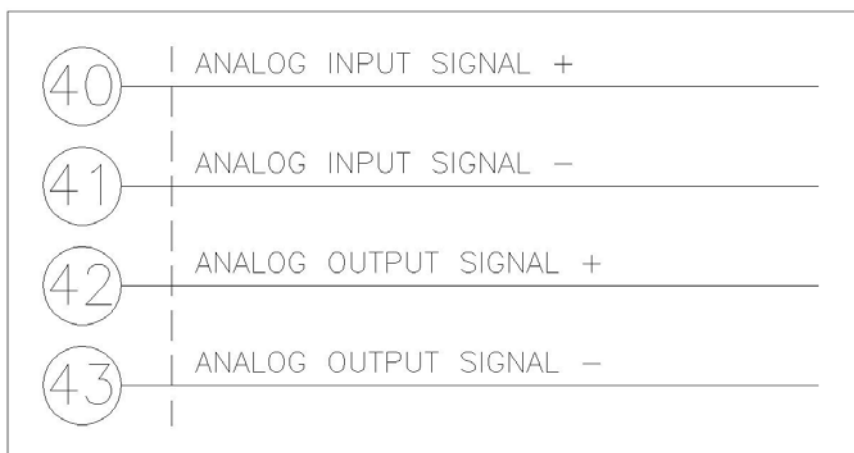 40 ANALOG INPUT SIGNAL +
41 ANALOG INPUT SIGNAL -
42 ANALOG OUTPUT SIGNAL +
43 ANALOG OUTPUT SIGNAL -